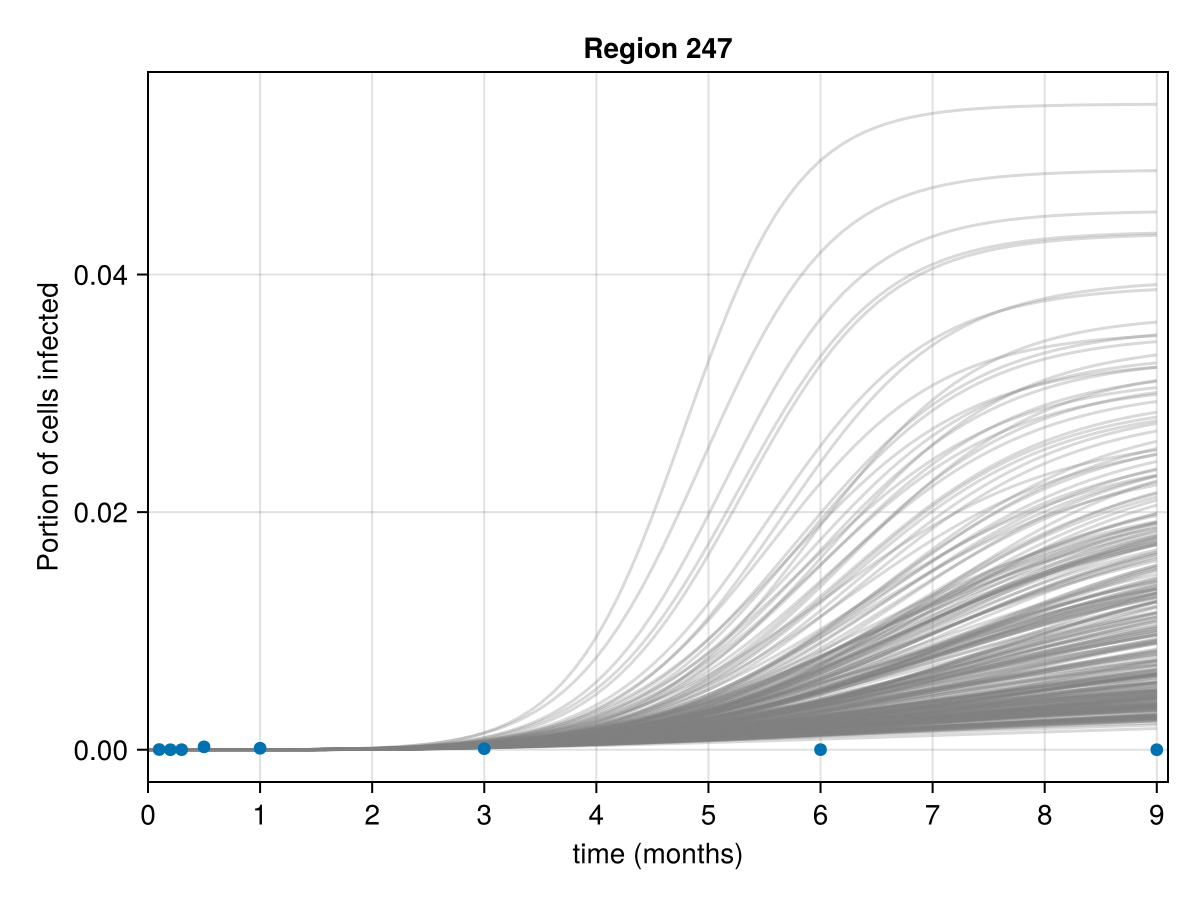 Region 247
Portion of cells infected
0.04
0.02
0.00
0 1 2 3 4 5 6 7 8 9
time (months)